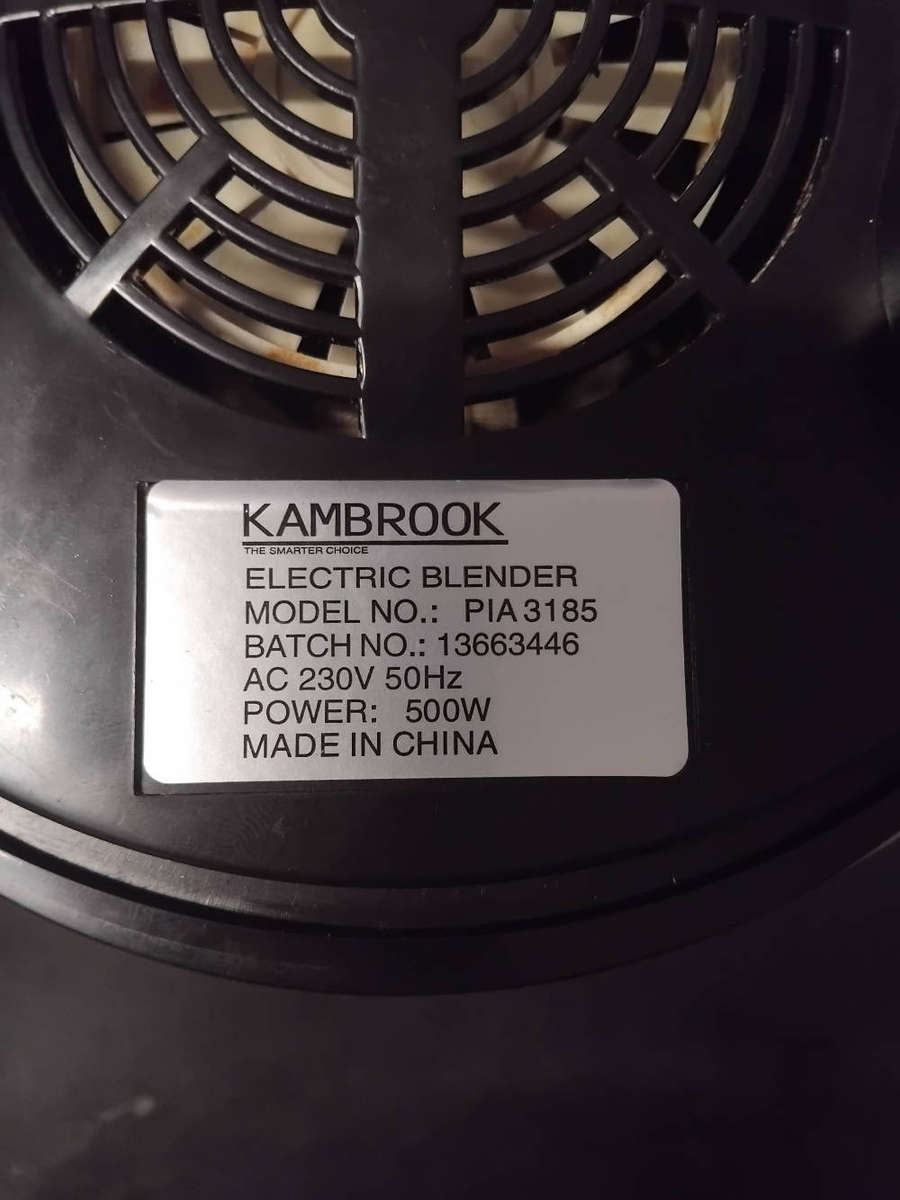 KAMBROOK
THE SMARTER CHOICE
ELECTRIC BLENDER
MODEL NO.: PIA 3185
BATCH NO.: 13663446
AC 230V 50Hz
POWER: 500W
MADE IN CHINA